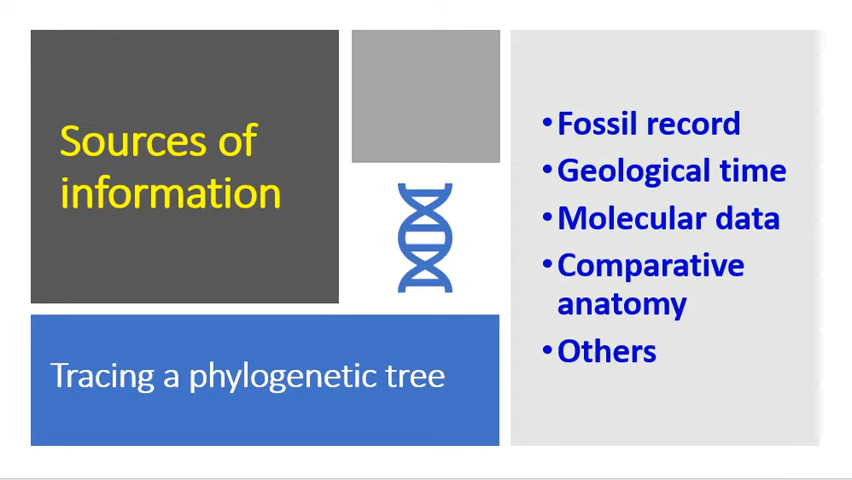 Sources of
information
Tracing a phylogenetic tree
•Fossil record
•Geological time
•Molecular data
•Comparative
anatomy
•Others